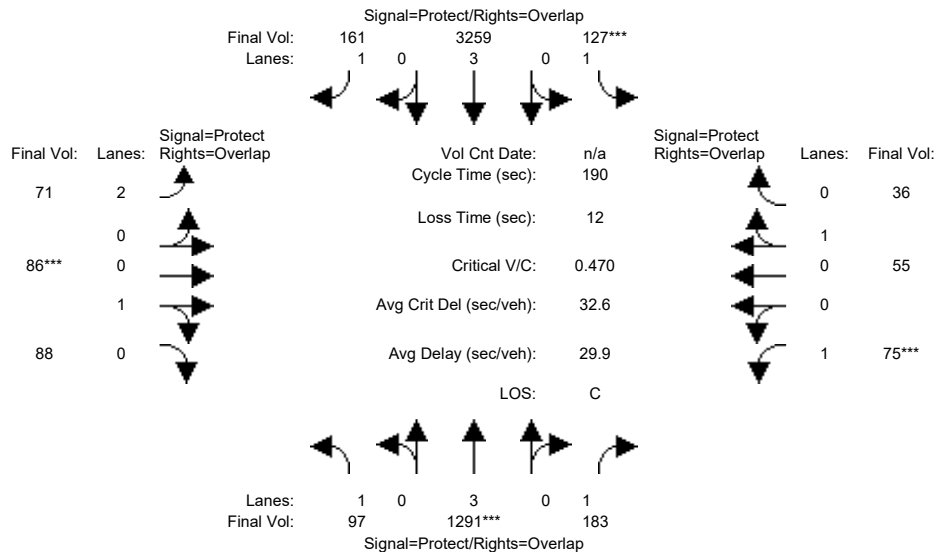 Signal=Protect/Rights=Overlap
Final Vol: 161 3259 127***
Lanes: 1 0 3 0 1
Signal=Protect Signal=Protect
Final Vol: Lanes: Rights=Overlap Vol Cnt Date: n/a Rights=Overlap Lanes: Final Vol:
Cycle Time (sec): 190
71 2 0 36
Loss Time (sec): 12
0 1
86*** 0 Critical V/C: 0.470 0 55
1 Avg Crit Del (sec/veh): 32.6 0
88 0 Avg Delay (sec/veh): 29.9 1 75***
LOS: C
Lanes: 1 0 3 0 1
Final Vol: 97 1291*** 183
Signal=Protect/Rights=Overlap